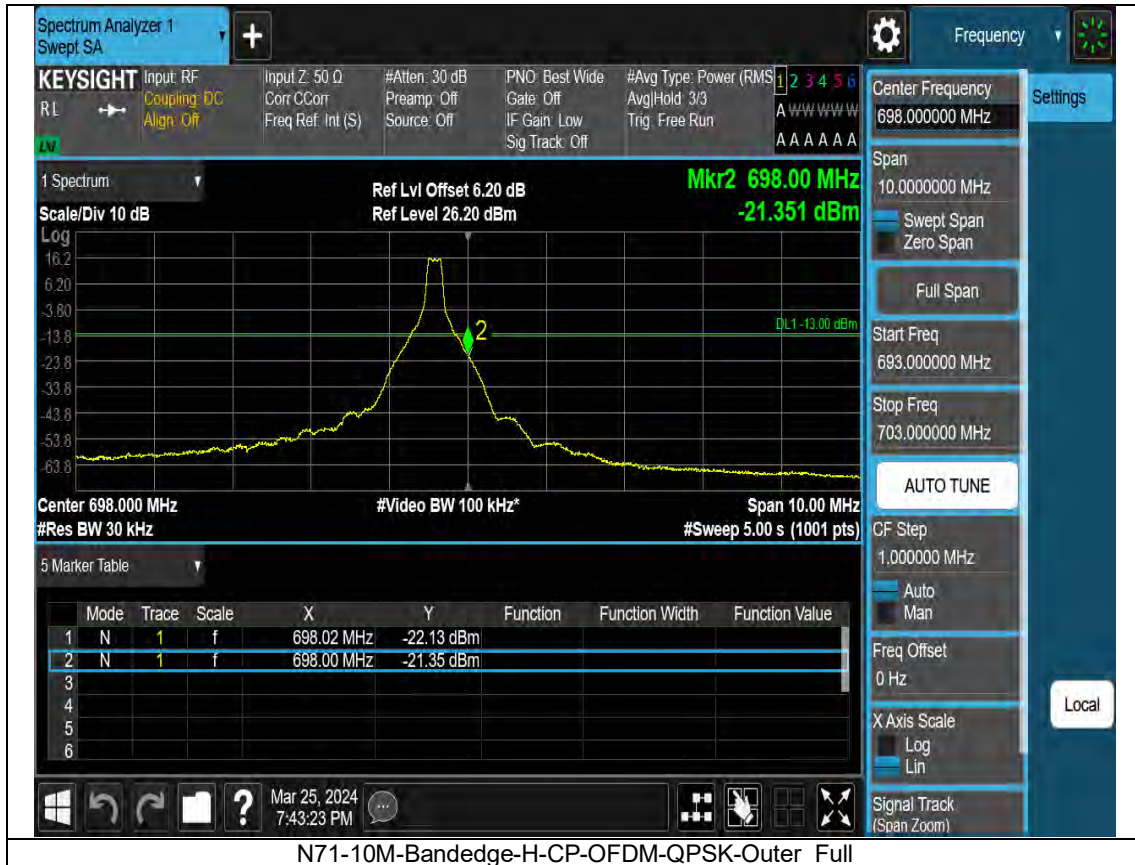 Spectrum Analyzer 1
Swept SA
+
Frequency
KEYSIGHT
RL
Input: RF
Coupling: DC
Align: Off
Input Z: 50 Ω
Corr CCorr
Freq Ref: Int (S)
#Atten: 30 dB
Preamp: Off
Source: Off
PNO: Best Wide
Gate: Off
IF Gain: Low
Sig Track: Off
#Avg Type: Power (RMS
Avg|Hold: 3/3
Trig: Free Run
1 2 3 4 5 6
A W W W W W
A A A A A A
1 Spectrum
Scale/Div 10 dB
Log
Ref Lvl Offset 6.20 dB
Ref Level 26.20 dBm
Mkr2 698.00 MHz
-21.351 dBm
16.2
6.20
-3.80
-13.8
-23.8
-33.8
-43.8
-53.8
-63.8
2
DL1 -13.00 dBm
Center 698.000 MHz
#Video BW 100 kHz*
Span 10.00 MHz
#Res BW 30 kHz
#Sweep 5.00 s (1001 pts)
5 Marker Table
Mode Trace Scale X Y Function Function Width Function Value
1 N 1 f 698.02 MHz -22.13 dBm
2 N 1 f 698.00 MHz -21.35 dBm
3
4
5
6
Mar 25, 2024
7:43:23 PM
Center Frequency
698.000000 MHz
Settings
Span
10.0000000 MHz
Swept Span
Zero Span
Full Span
Start Freq
693.000000 MHz
Stop Freq
703.000000 MHz
AUTO TUNE
CF Step
1.000000 MHz
Auto
Man
Freq Offset
0 Hz
X Axis Scale
Log
Lin
Local
Signal Track
(Span Zoom)
N71-10M-Bandedge-H-CP-OFDM-QPSK-Outer_Full